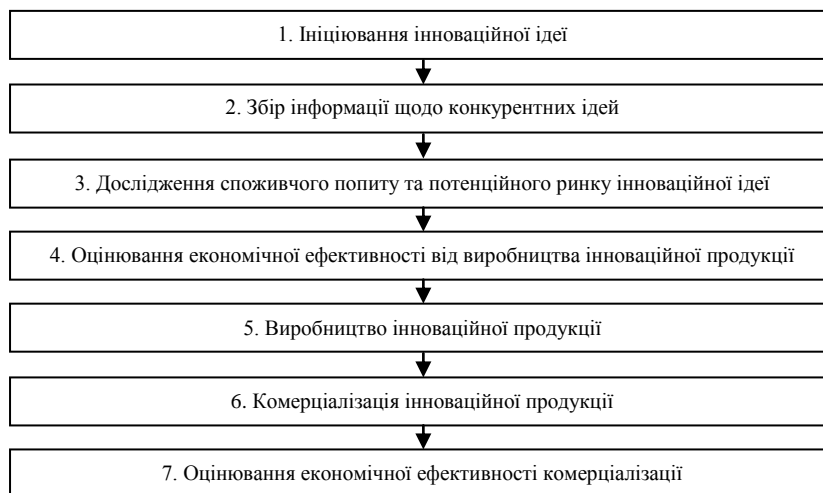 1. Ініціювання інноваційної ідеї
2. Збір інформації щодо конкурентних ідей
3. Дослідження споживчого попиту та потенційного ринку інноваційної ідеї
4. Оцінювання економічної ефективності від виробництва інноваційної продукції
5. Виробництво інноваційної продукції
6. Комерціалізація інноваційної продукції
7. Оцінювання економічної ефективності комерціалізації